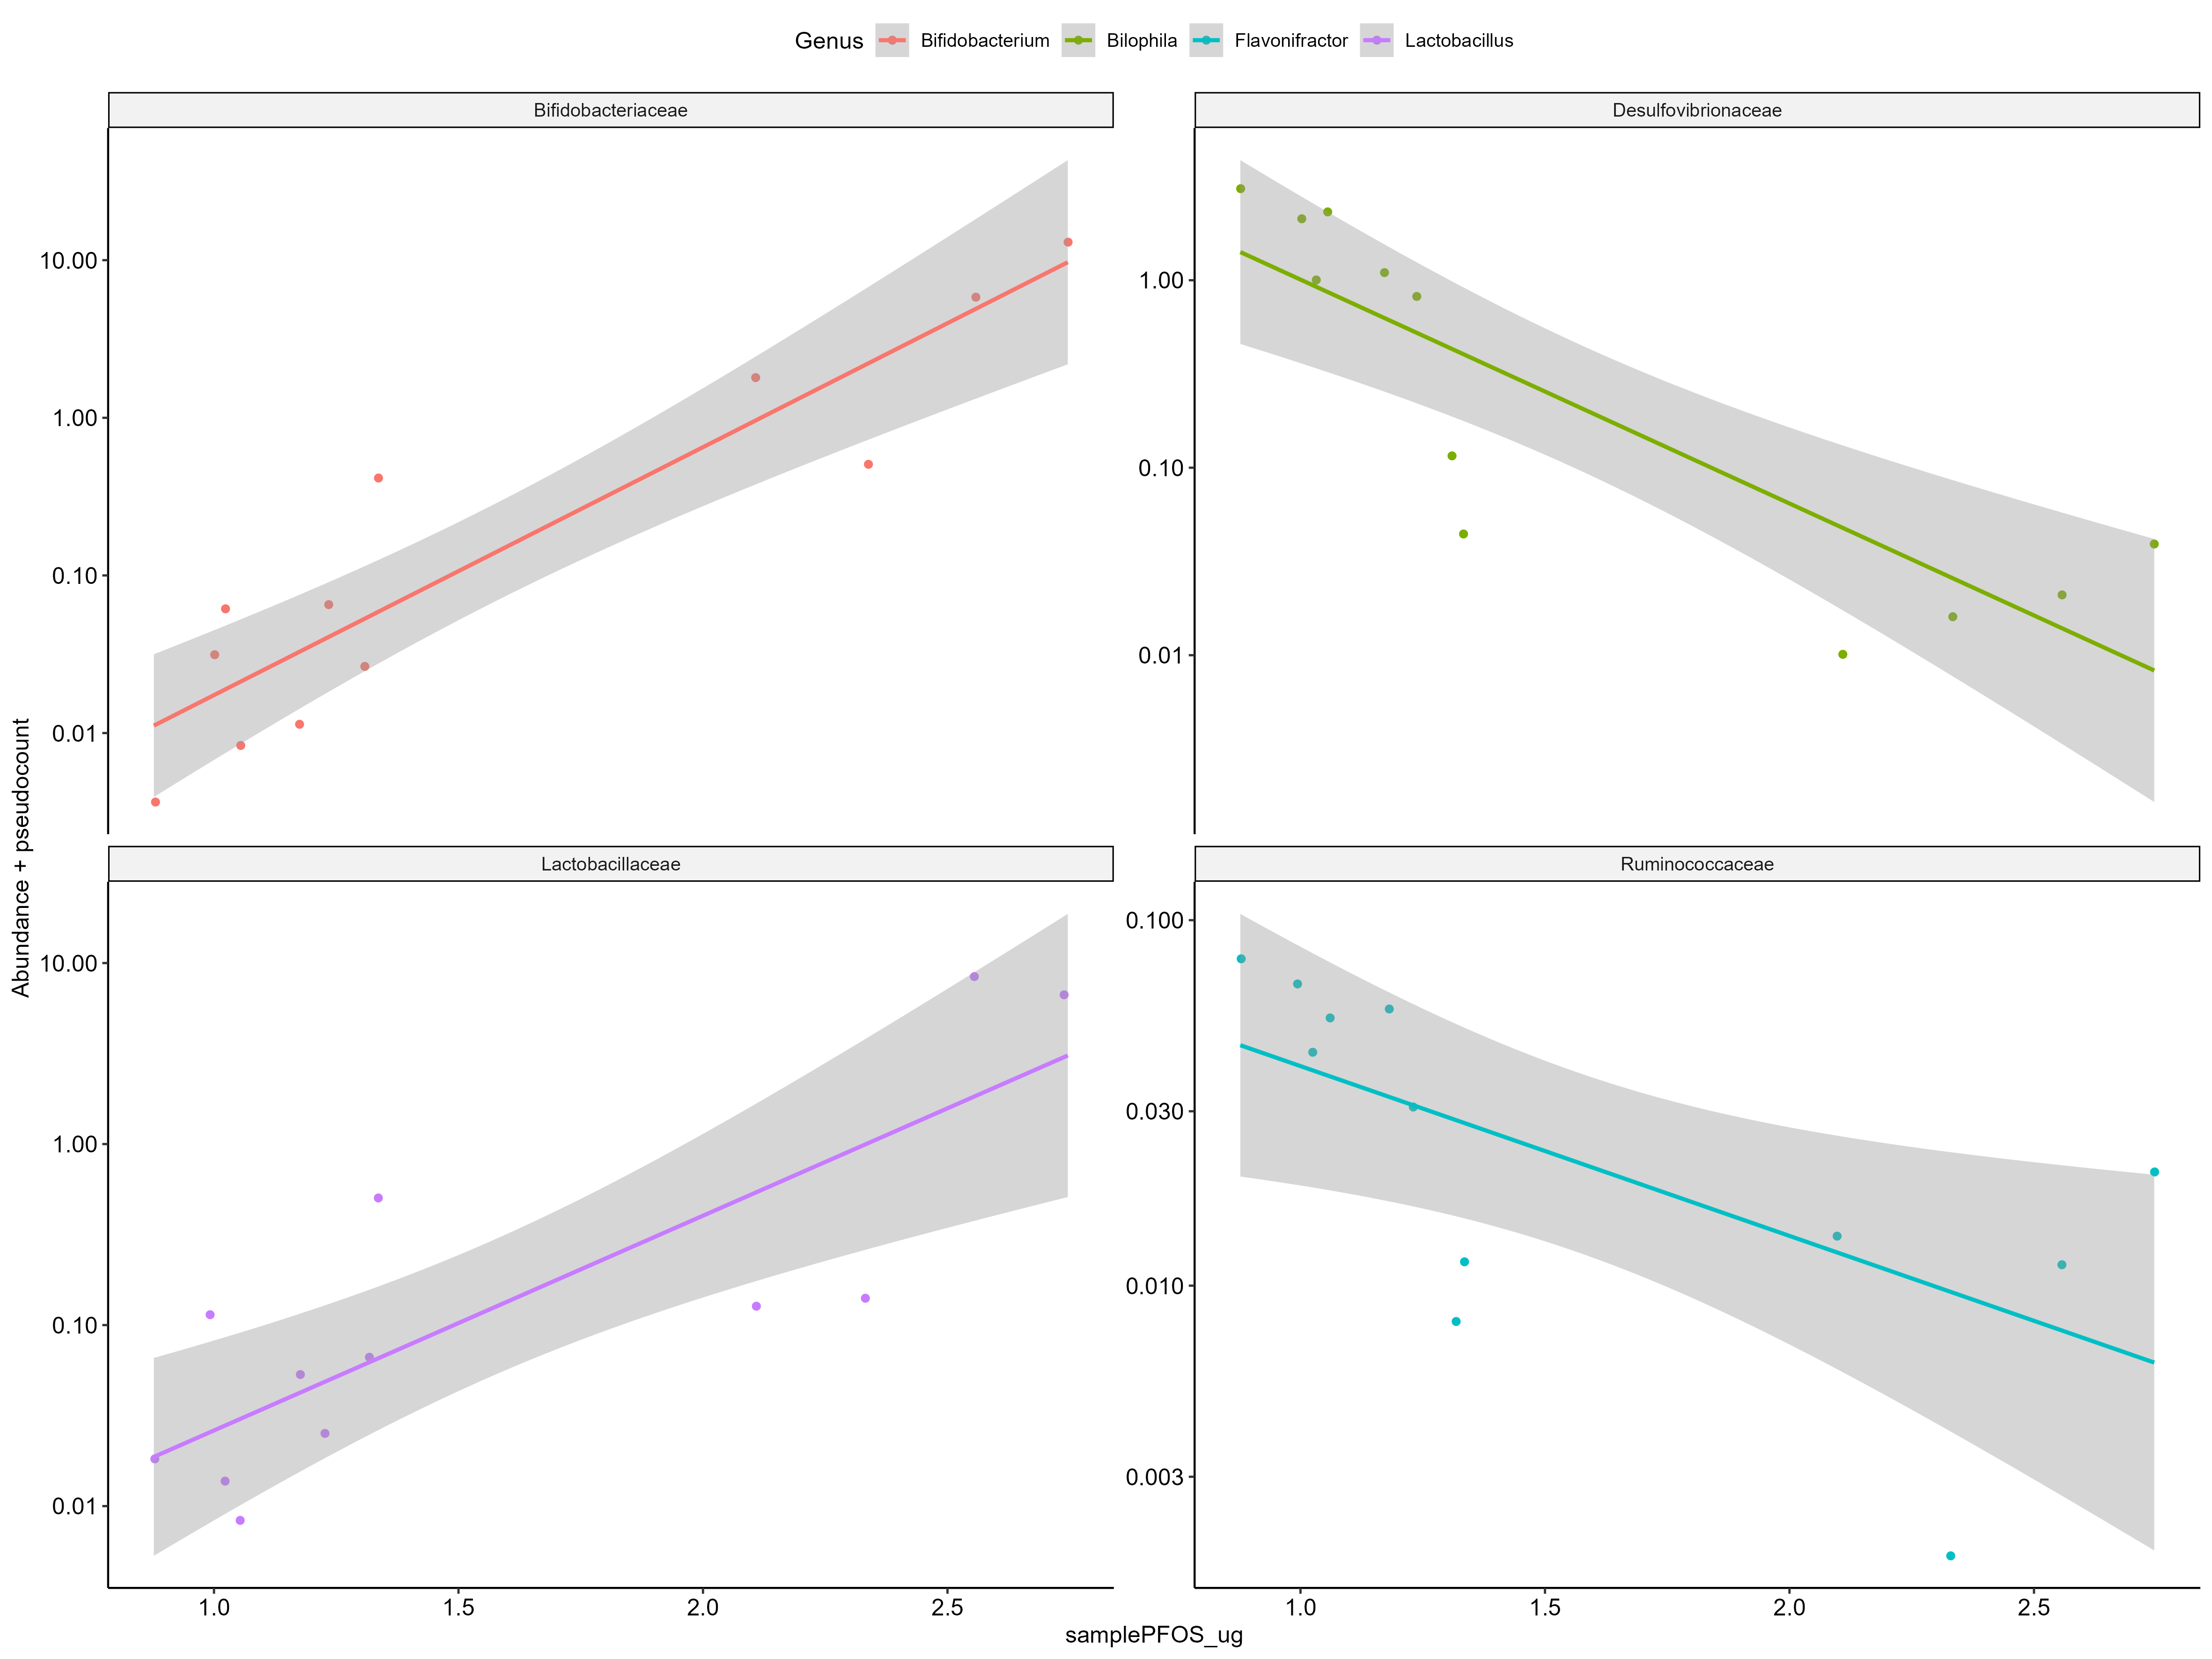 Genus Bifidobacterium Bilophila Flavonifractor Lactobacillus
Bifidobacteriaceae
10.00
1.00
0.10
0.01
Desulfovibrionaceae
1.00
0.10
0.01
Abundance + pseudocount
Lactobacillaceae
10.00
1.00
0.10
0.01
1.0 1.5 2.0 2.5
Ruminococcaceae
0.100
0.030
0.010
0.003
1.0 1.5 2.0 2.5
samplePFOS_ug